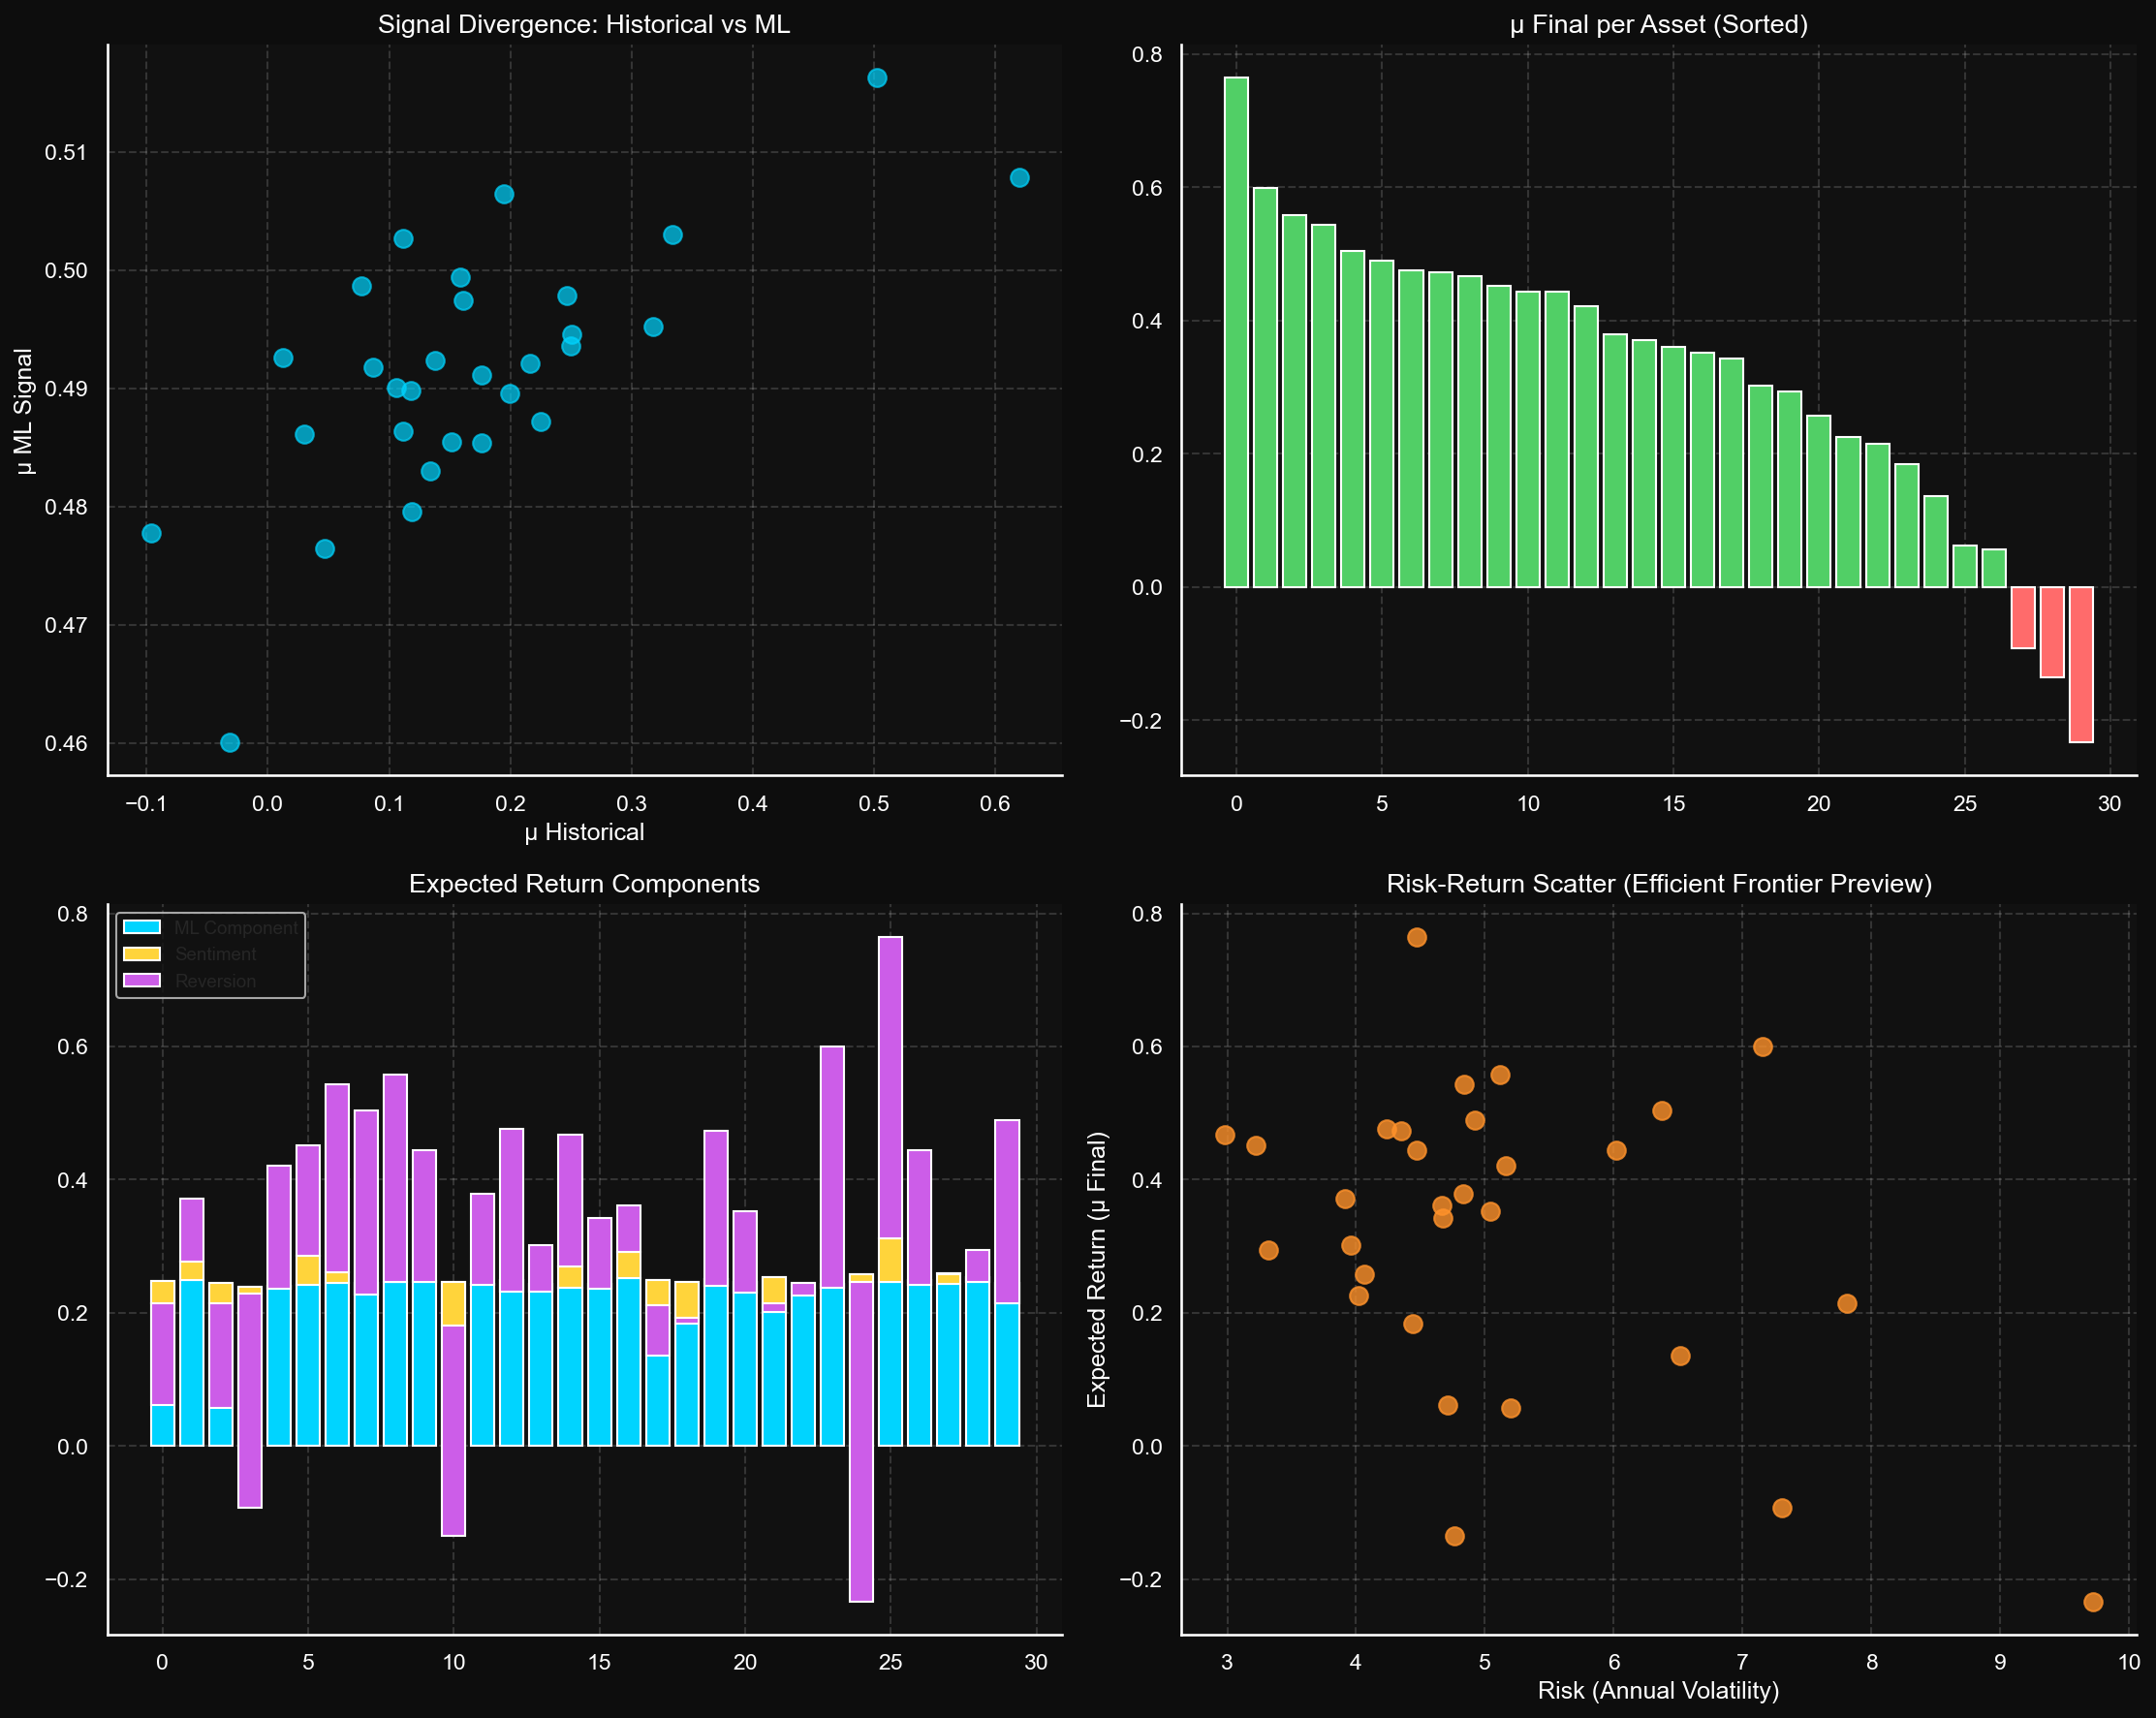 Signal Divergence: Historical vs ML
0.51
0.50
0.49
0.48
0.47
0.46
μ ML Signal
−0.1 0.0 0.1 0.2 0.3 0.4 0.5 0.6
μ Historical
μ Final per Asset (Sorted)
0.8
0.6
0.4
0.2
0.0
−0.2
0 5 10 15 20 25 30
Expected Return Components
ML Component
Sentiment
Reversion
0.8
0.6
0.4
0.2
0.0
−0.2
0 5 10 15 20 25 30
Risk-Return Scatter (Efficient Frontier Preview)
0.8
0.6
0.4
0.2
0.0
−0.2
Expected Return (μ Final)
3 4 5 6 7 8 9 10
Risk (Annual Volatility)